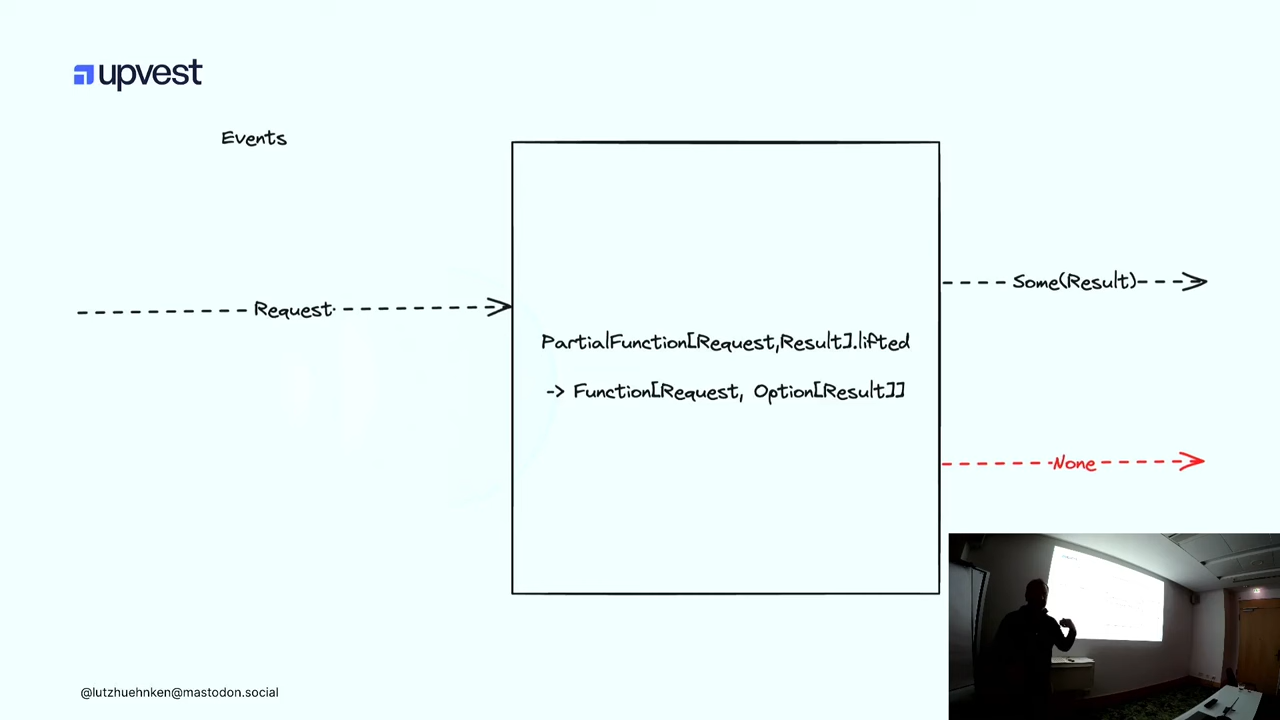 upvest
Events
Request
Some(Result)
PartialFunction[Request,Result].lifted
-> Function[Request, Option[Result]]
None
@lutzhuehnken@mastodon.social